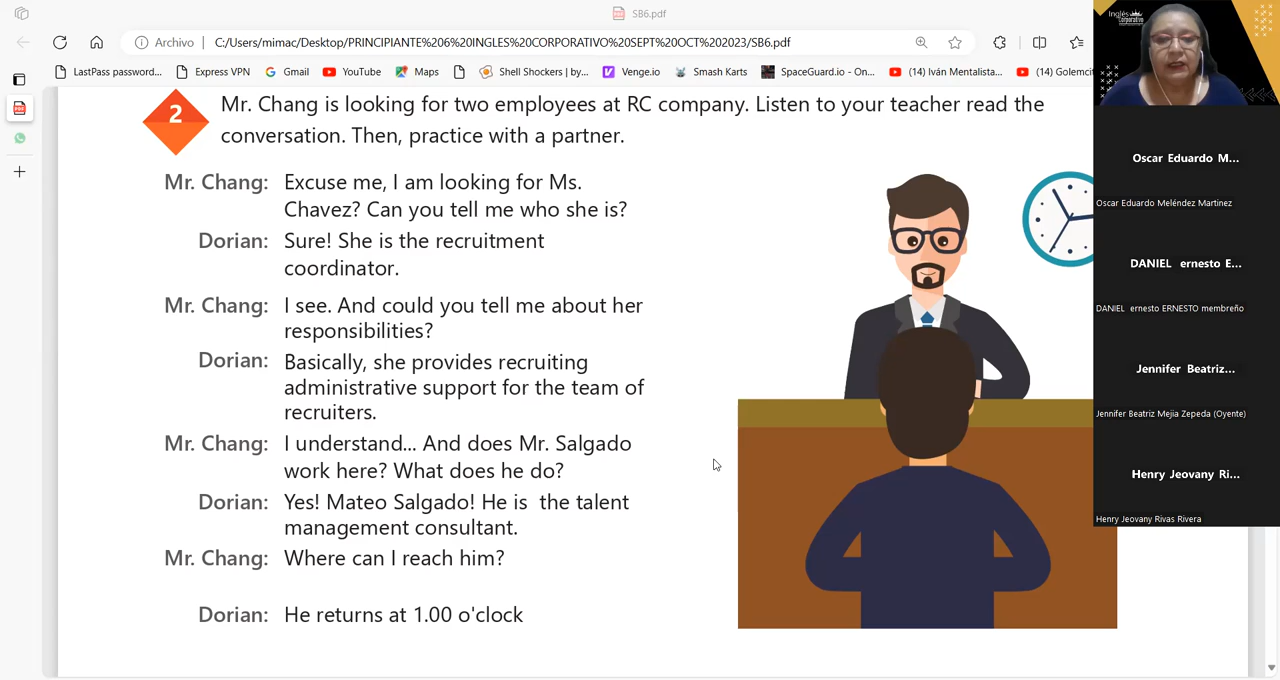 SB6.pdf
Archivo
C:/Users/mimac/Desktop/PRINCIPIANTE%206%20INGLES%20CORPORATIVO%20SEPT%20OCT%202023/SB6.pdf
LastPass password... Express VPN Gmail YouTube Maps Shell Shockers | by... Venge.io Smash Karts SpaceGuard.io - On... (14) Iván Mentalista... (14) Golemcit
Inglés
Corporativo
2
Mr. Chang is looking for two employees at RC company. Listen to your teacher read the
conversation. Then, practice with a partner.
Mr. Chang: Excuse me, I am looking for Ms.
Chavez? Can you tell me who she is?
Dorian: Sure! She is the recruitment
coordinator.
Mr. Chang: I see. And could you tell me about her
responsibilities?
Dorian: Basically, she provides recruiting
administrative support for the team of
recruiters.
Mr. Chang: I understand... And does Mr. Salgado
work here? What does he do?
Dorian: Yes! Mateo Salgado! He is the talent
management consultant.
Mr. Chang: Where can I reach him?
Dorian: He returns at 1.00 o'clock
Oscar Eduardo M...
Oscar Eduardo Meléndez Martinez
DANIEL ernesto E...
DANIEL ernesto ERNESTO membreño
Jennifer Beatriz...
Jennifer Beatriz Mejia Zepeda (Oyente)
Henry Jeovany Ri...
Henry Jeovany Rivas Rivera